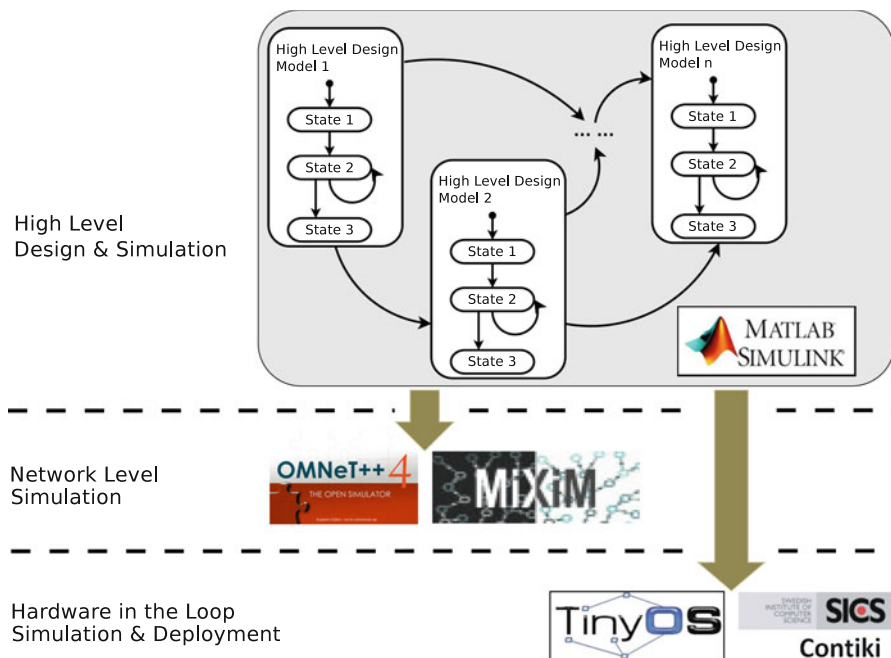 High Level Design
Model 1
State 1
State 2
State 3
High Level Design
Model 2
State 1
State 2
State 3
... ...
High Level Design
Model n
State 1
State 2
State 3
High Level
Design & Simulation
MATLAB
SIMULINK
Network Level
Simulation
OMNeT++ 4
THE OPEN SIMULATOR
MiXiM
Hardware in the Loop
Simulation & Deployment
TinyOS
SWEDISH
INSTITUTE OF
COMPUTER
SCIENCE
SICS
Contiki